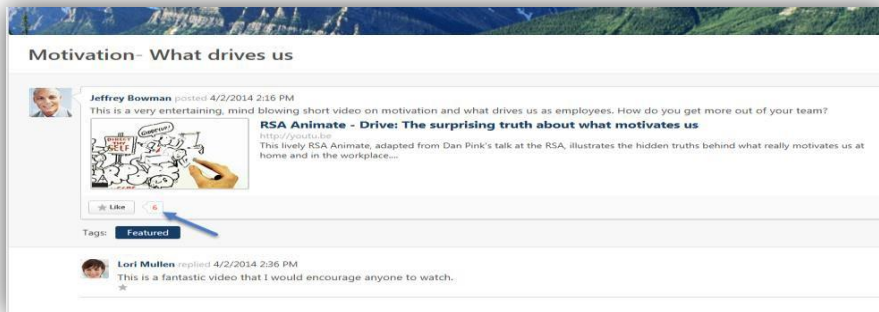 Motivation- What drives us
Jeffrey Bowman posted 4/2/2014 2:16 PM
This is a very entertaining, mind blowing short video on motivation and what drives us as employees. How do you get more out of your team?
RSA Animate - Drive: The surprising truth about what motivates us
http://youtu.be
This lively RSA Animate, adapted from Dan Pink's talk at the RSA, illustrates the hidden truths behind what really motivates us at
home and in the workplace....
DIRECT
SELF
Like 6
Tags: Featured
Lori Mullen replied 4/2/2014 2:36 PM
This is a fantastic video that I would encourage anyone to watch.